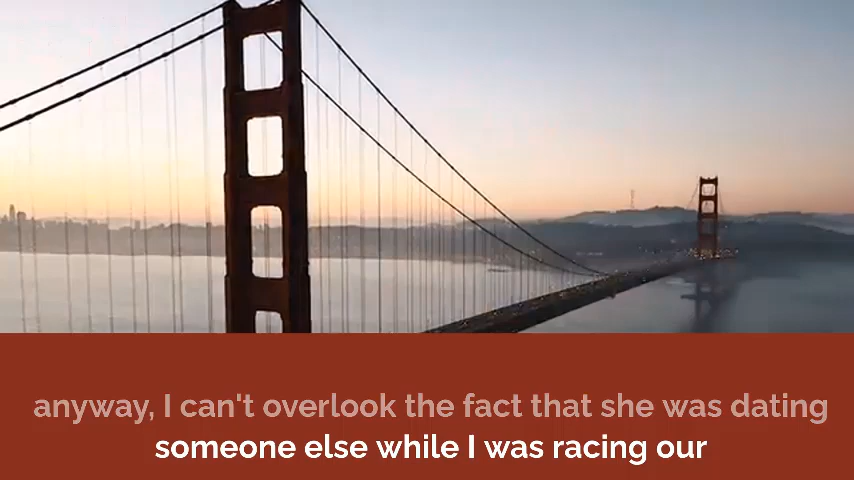 anyway, I can't overlook the fact that she was dating
someone else while I was racing our